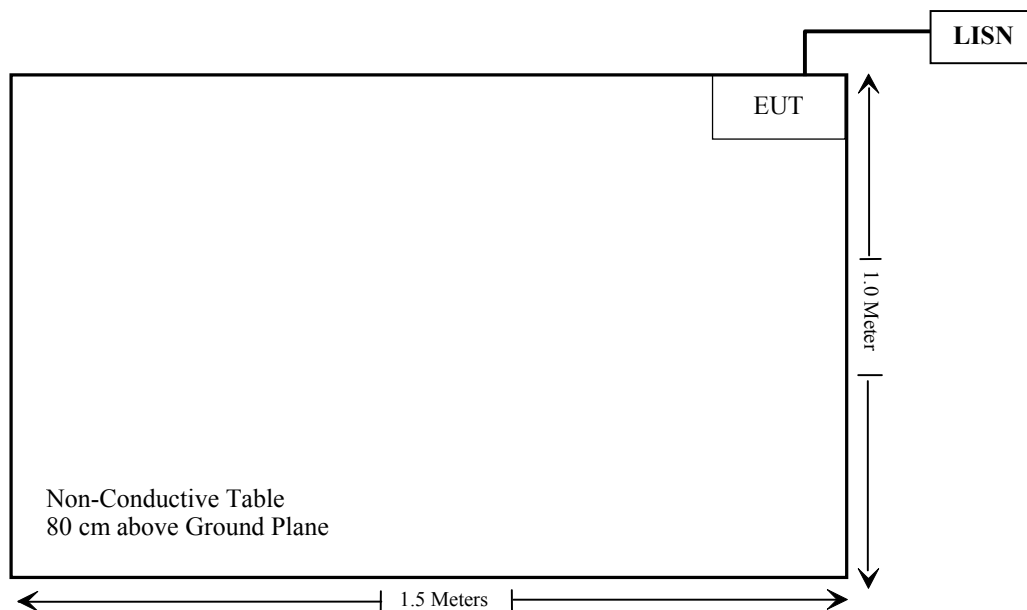 LISN
EUT
1.0 Meter
Non-Conductive Table
80 cm above Ground Plane
1.5 Meters